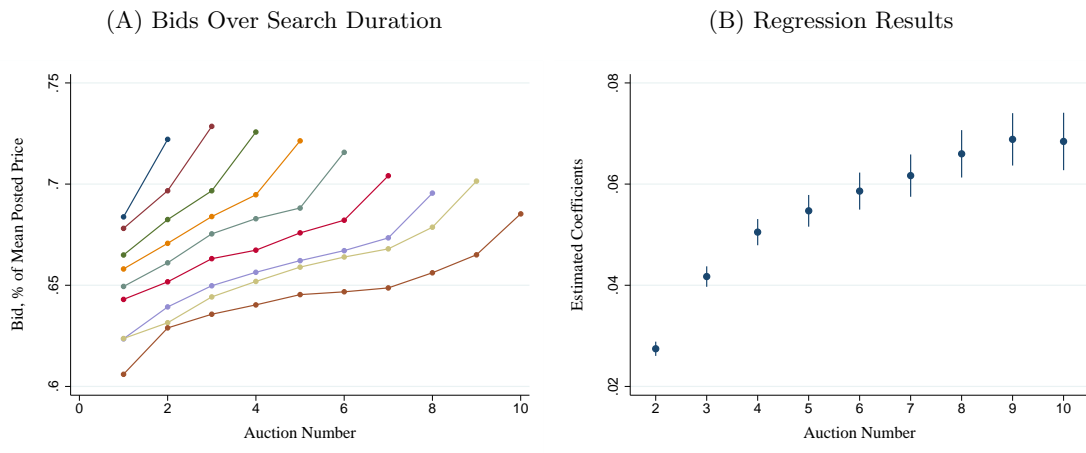 (A) Bids Over Search Duration
Bid, % of Mean Posted Price
.75
.7
.65
.6
0 2 4 6 8 10
Auction Number
(B) Regression Results
Estimated Coefficients
.08
.06
.04
.02
2 3 4 5 6 7 8 9 10
Auction Number